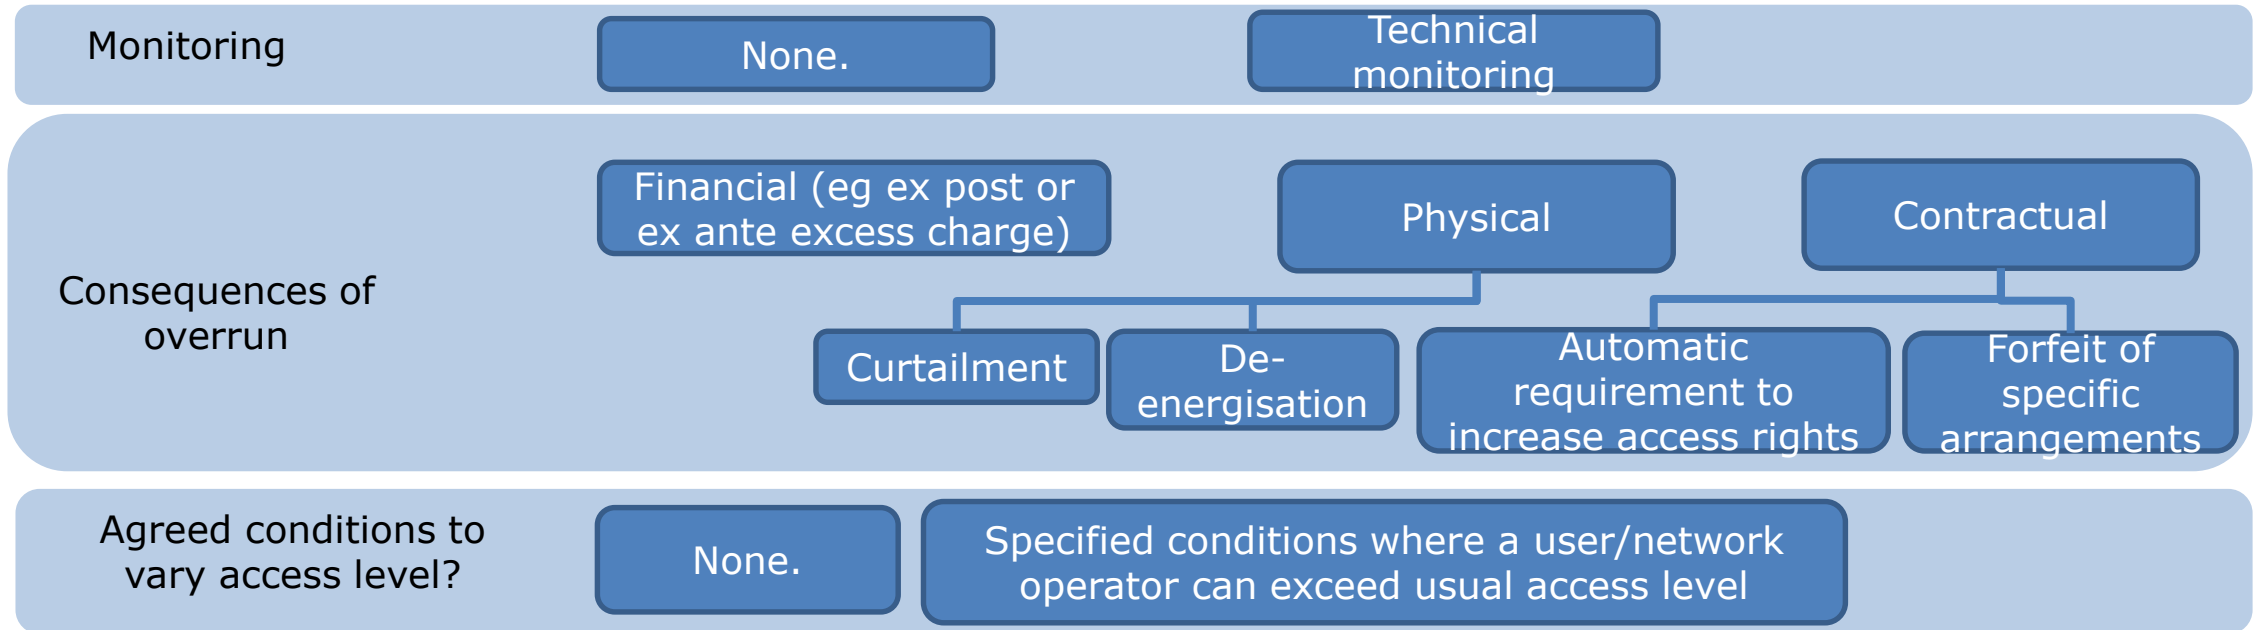 Monitoring
None.
Technical
monitoring
Consequences of
overrun
Financial (eg ex post or
ex ante excess charge)
Physical
Contractual
Curtailment
De-
energisation
Automatic
requirement to
increase access rights
Forfeit of
specific
arrangements
Agreed conditions to
vary access level?
None.
Specified conditions where a user/network
operator can exceed usual access level